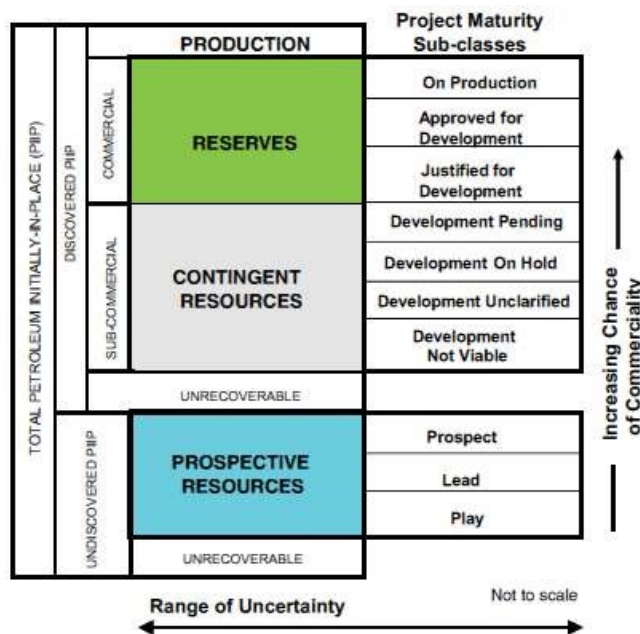 Project Maturity
Sub-classes
PRODUCTION
TOTAL PETROLEUM INITIALLY-IN-PLACE (PIIP)
DISCOVERED PIIP
COMMERCIAL
RESERVES
On Production
Approved for
Development
Justified for
Development
SUB-COMMERCIAL
CONTINGENT
RESOURCES
Development Pending
Development On Hold
Development Unclarified
Development
Not Viable
UNRECOVERABLE
UNDISCOVERED PIIP
PROSPECTIVE
RESOURCES
Prospect
Lead
Play
UNRECOVERABLE
Increasing Chance
of Commerciality
Not to scale
Range of Uncertainty